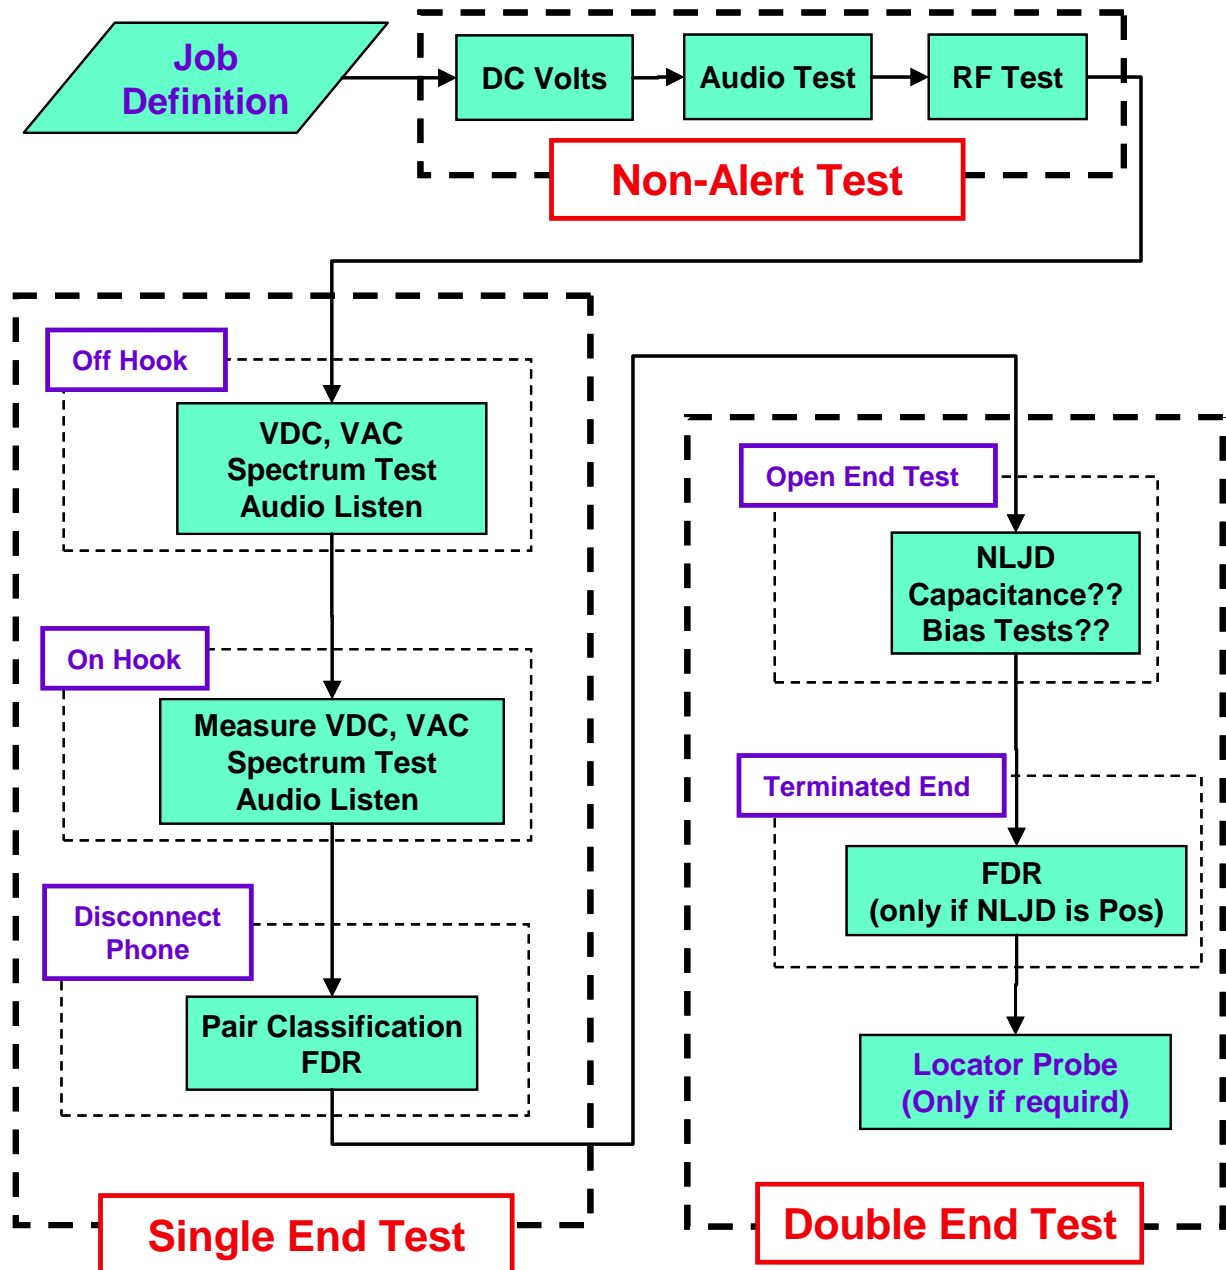 Job
Definition
DC Volts
Audio Test
RF Test
Non-Alert Test
Off Hook
VDC, VAC
Spectrum Test
Audio Listen
On Hook
Measure VDC, VAC
Spectrum Test
Audio Listen
Disconnect
Phone
Pair Classification
FDR
Single End Test
Open End Test
NLJD
Capacitance??
Bias Tests??
Terminated End
FDR
(only if NLJD is Pos)
Locator Probe
(Only if requird)
Double End Test